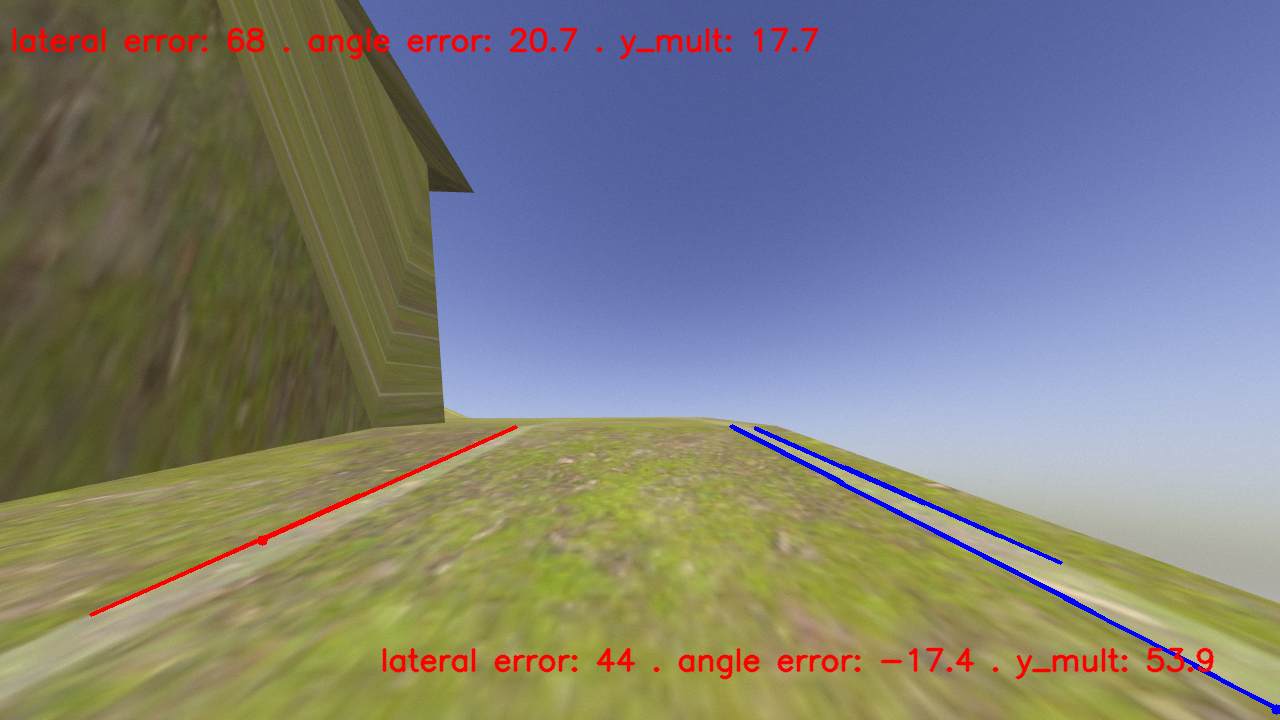 lateral error: 68 . angle error: 20.7 . y_mult: 17.7
lateral error: 44 . angle error: -17.4 . y_mult: 53.9